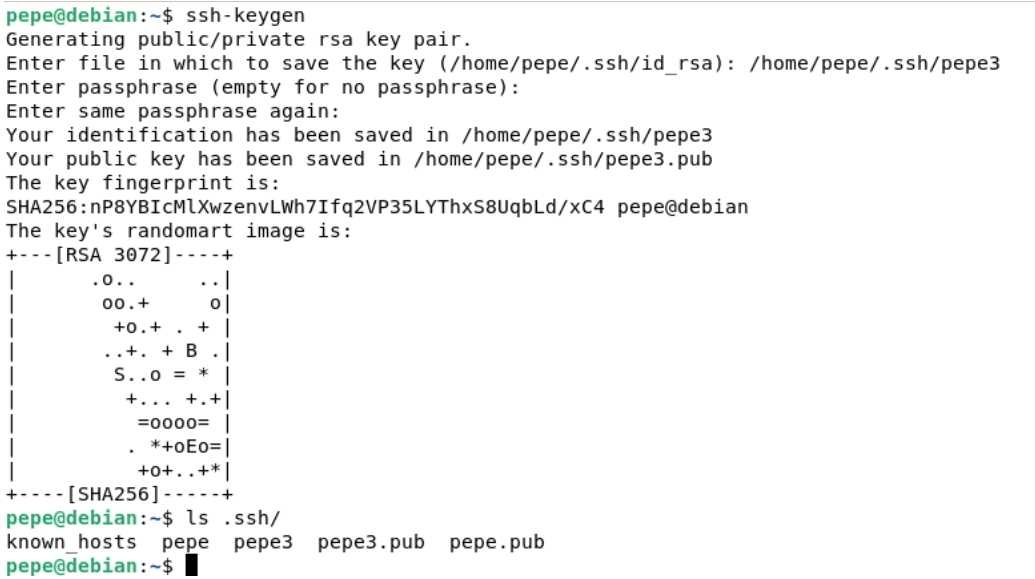 pepe@debian:~$ ssh-keygen
Generating public/private rsa key pair.
Enter file in which to save the key (/home/pepe/.ssh/id_rsa): /home/pepe/.ssh/pepe3
Enter passphrase (empty for no passphrase):
Enter same passphrase again:
Your identification has been saved in /home/pepe/.ssh/pepe3
Your public key has been saved in /home/pepe/.ssh/pepe3.pub
The key fingerprint is:
SHA256:nP8YBIcMlXwzenvLWh7Ifq2VP35LYThxS8UqbLd/xC4 pepe@debian
The key's randomart image is:
+---[RSA 3072]----+
|      .o..     ..|
|       oo.+     o|
|        +o.+ . + |
|       ..+. + B .|
|        S..o = * |
|         +... +.+|
|          =oooo= |
|         . *+oEo=|
|          +o+..+*|
+----[SHA256]-----+
pepe@debian:~$ ls .ssh/
known_hosts  pepe  pepe3  pepe3.pub  pepe.pub
pepe@debian:~$